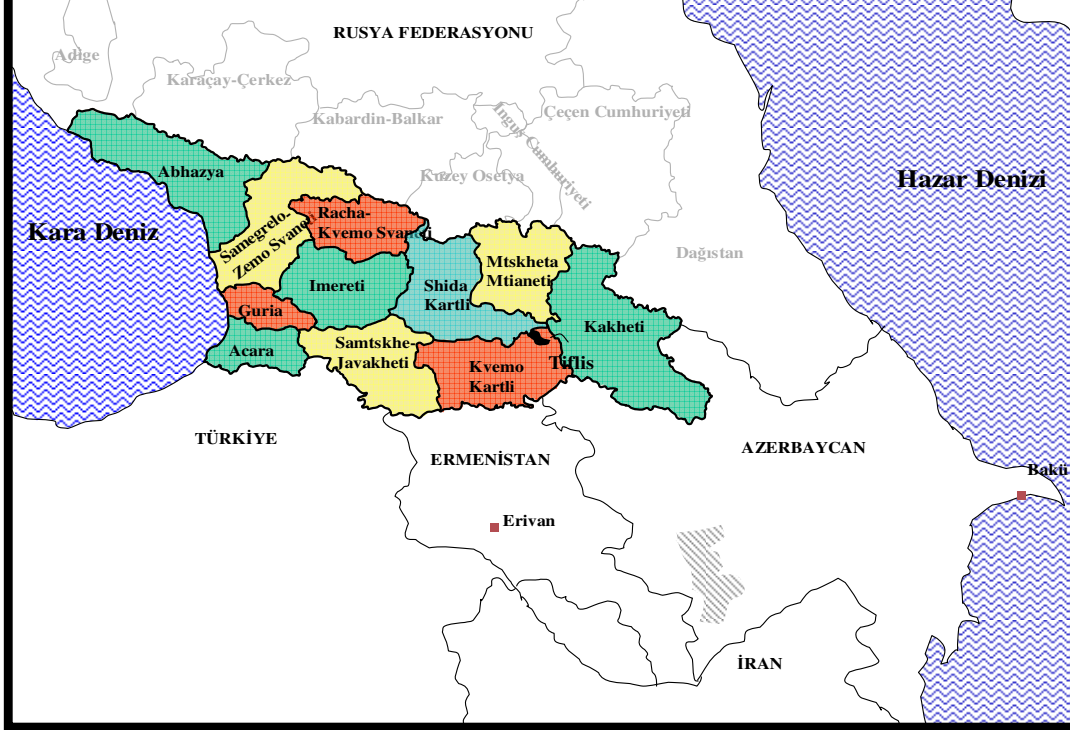 RUSYA FEDERASYONU
Adige
Karaçay-Çerkez
Kabardin-Balkar
İnguş Cumhuriyeti
Çeçen Cumhuriyeti
Kuzey Osetya
Abhazya
Hazar Denizi
Kara Deniz
Samegrelo-
Zemo Svaneti
Racha-
Kvemo Svaneti
Dağıstan
Mtskheta
Mtianeti
Imereti
Shida
Kartli
Guria
Kakheti
Acara
Samtskhe-
Javakheti
Tiflis
Kvemo
Kartli
TÜRKİYE
ERMENİSTAN
AZERBAYCAN
Bakü
Erivan
İRAN